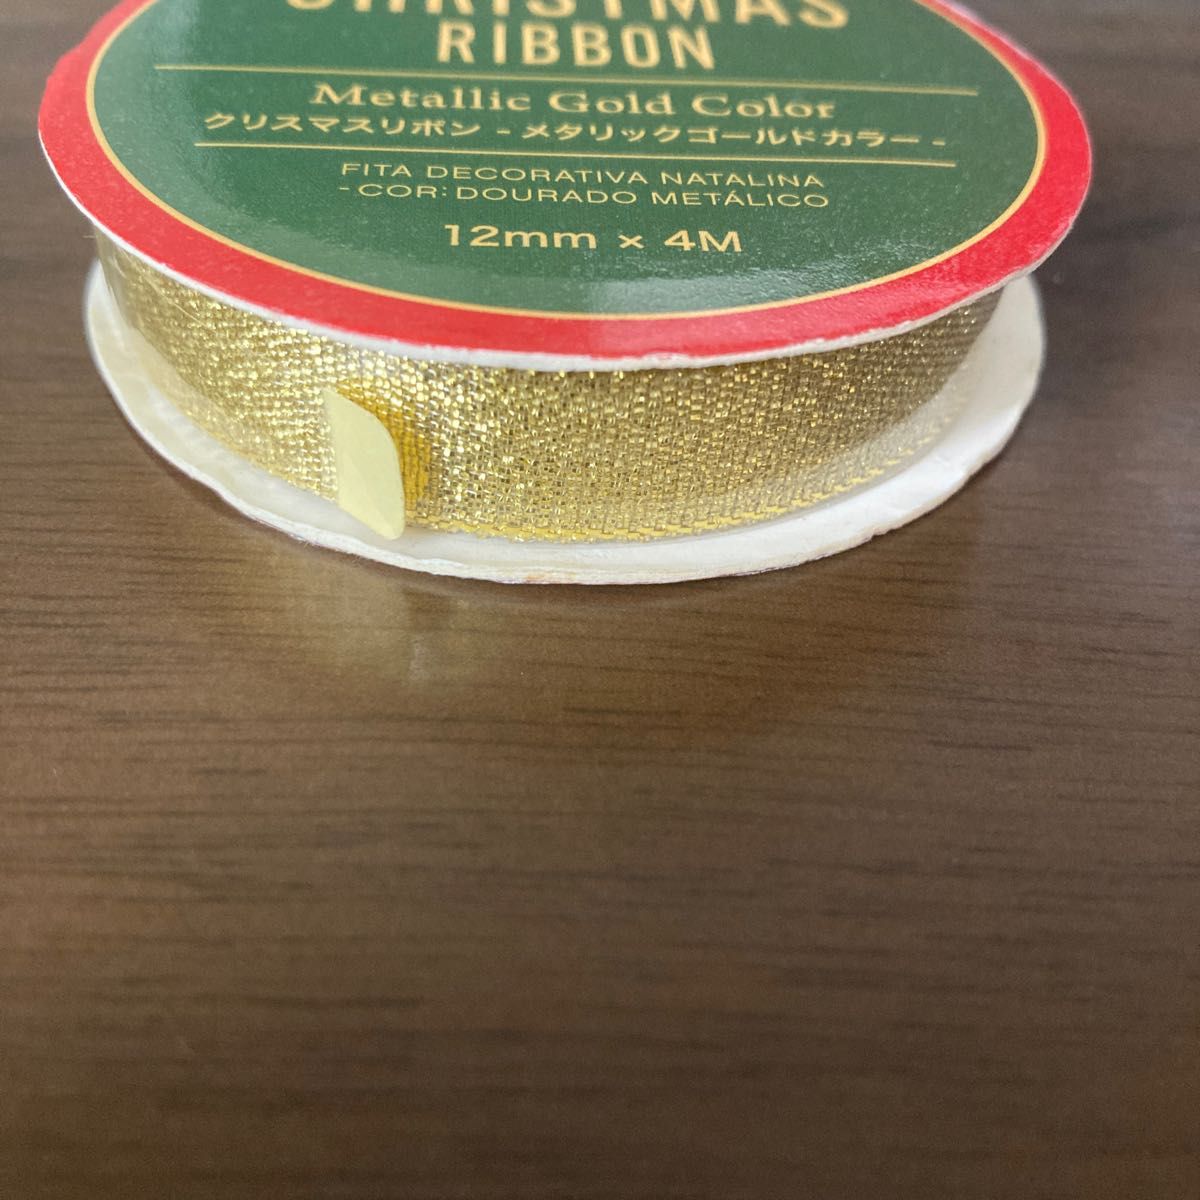 CHRISTMAS
RIBBON
Metallic Gold Color
クリスマスリボン - メタリックゴールドカラー -
FITA DECORATIVA NATALINA
- COR: DOURADO METÁLICO
12mm × 4M